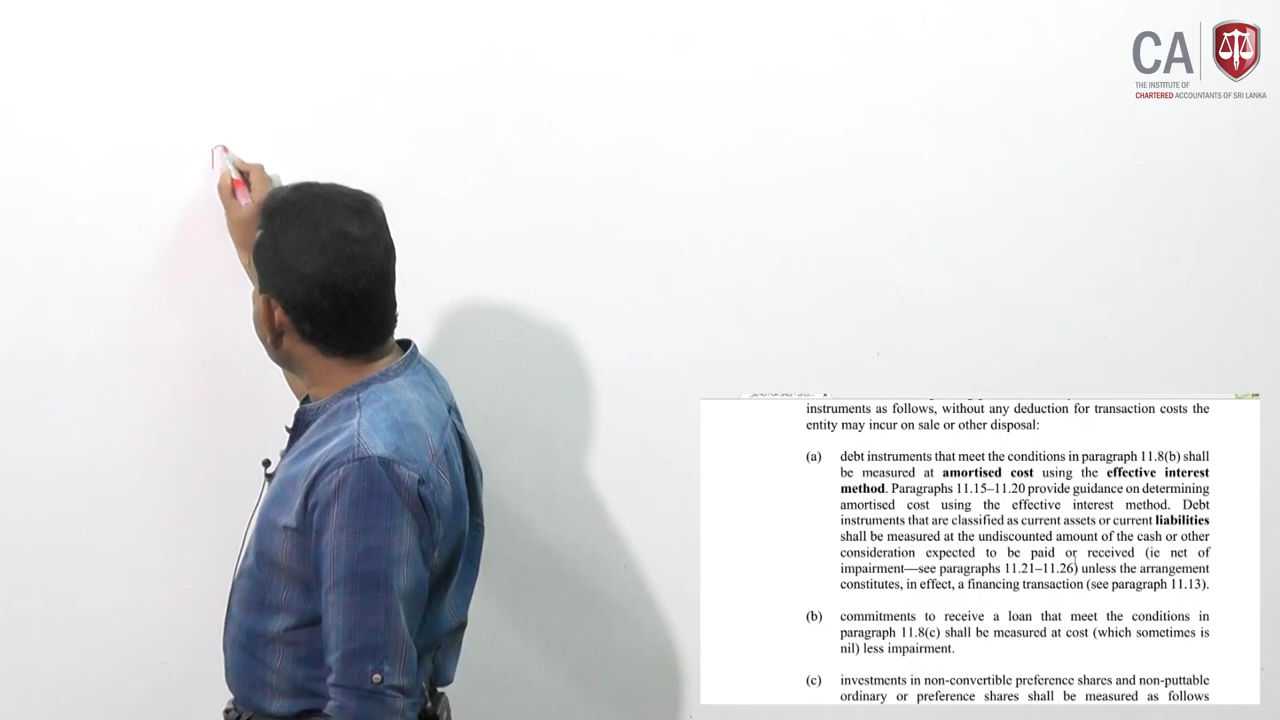 CA
THE INSTITUTE OF
CHARTERED ACCOUNTANTS OF SRI LANKA
instruments as follows, without any deduction for transaction costs the
entity may incur on sale or other disposal:
(a) debt instruments that meet the conditions in paragraph 11.8(b) shall
be measured at amortised cost using the effective interest
method. Paragraphs 11.15–11.20 provide guidance on determining
amortised cost using the effective interest method. Debt
instruments that are classified as current assets or current liabilities
shall be measured at the undiscounted amount of the cash or other
consideration expected to be paid or received (ie net of
impairment—see paragraphs 11.21–11.26) unless the arrangement
constitutes, in effect, a financing transaction (see paragraph 11.13).
(b) commitments to receive a loan that meet the conditions in
paragraph 11.8(c) shall be measured at cost (which sometimes is
nil) less impairment.
(c) investments in non-convertible preference shares and non-puttable
ordinary or preference shares shall be measured as follows